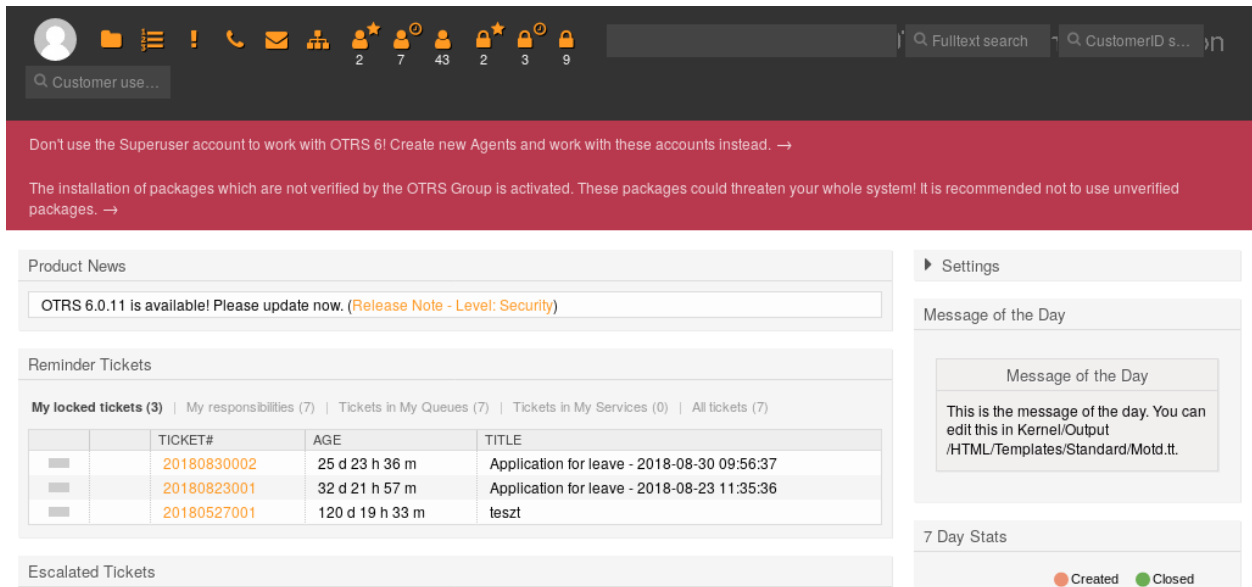 2 7 43 2 3 9
Fulltext search
CustomerID s...
Customer use...
Don't use the Superuser account to work with OTRS 6! Create new Agents and work with these accounts instead. →
The installation of packages which are not verified by the OTRS Group is activated. These packages could threaten your whole system! It is recommended not to use unverified
packages. →
Product News
OTRS 6.0.11 is available! Please update now. (Release Note - Level: Security)
Reminder Tickets
My locked tickets (3) | My responsibilities (7) | Tickets in My Queues (7) | Tickets in My Services (0) | All tickets (7)
TICKET# AGE TITLE
20180830002 25 d 23 h 36 m Application for leave - 2018-08-30 09:56:37
20180823001 32 d 21 h 57 m Application for leave - 2018-08-23 11:35:36
20180527001 120 d 19 h 33 m teszt
Escalated Tickets
Settings
Message of the Day
Message of the Day
This is the message of the day. You can
edit this in Kernel/Output
/HTML/Templates/Standard/Motd.tt.
7 Day Stats
Created Closed